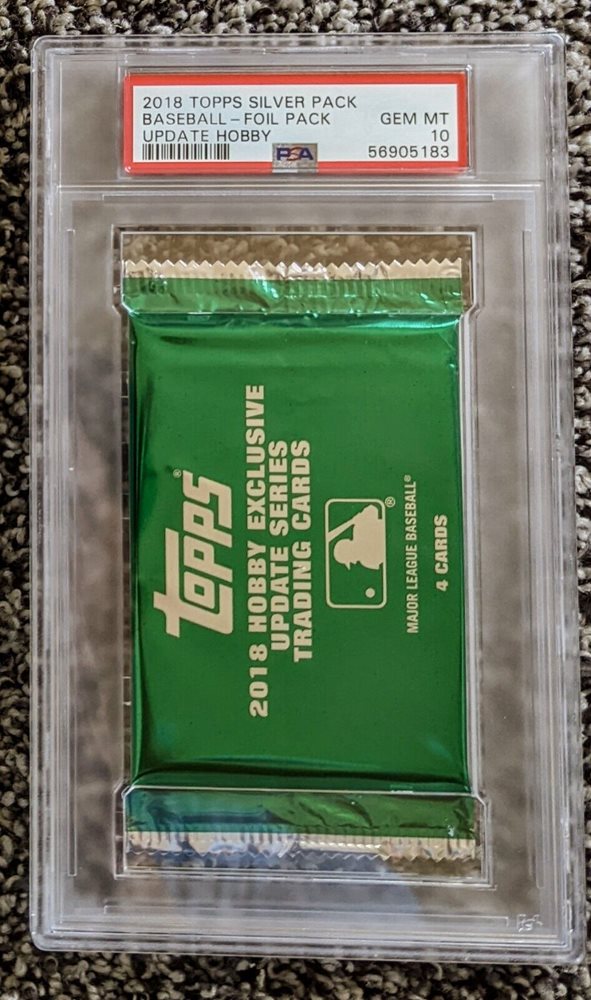 2018 TOPPS SILVER PACK
BASEBALL-FOIL PACK GEM MT
UPDATE HOBBY 10
PSA 56905183
topps®
2018 HOBBY EXCLUSIVE
UPDATE SERIES
TRADING CARDS
®
MAJOR LEAGUE BASEBALL®
4 CARDS